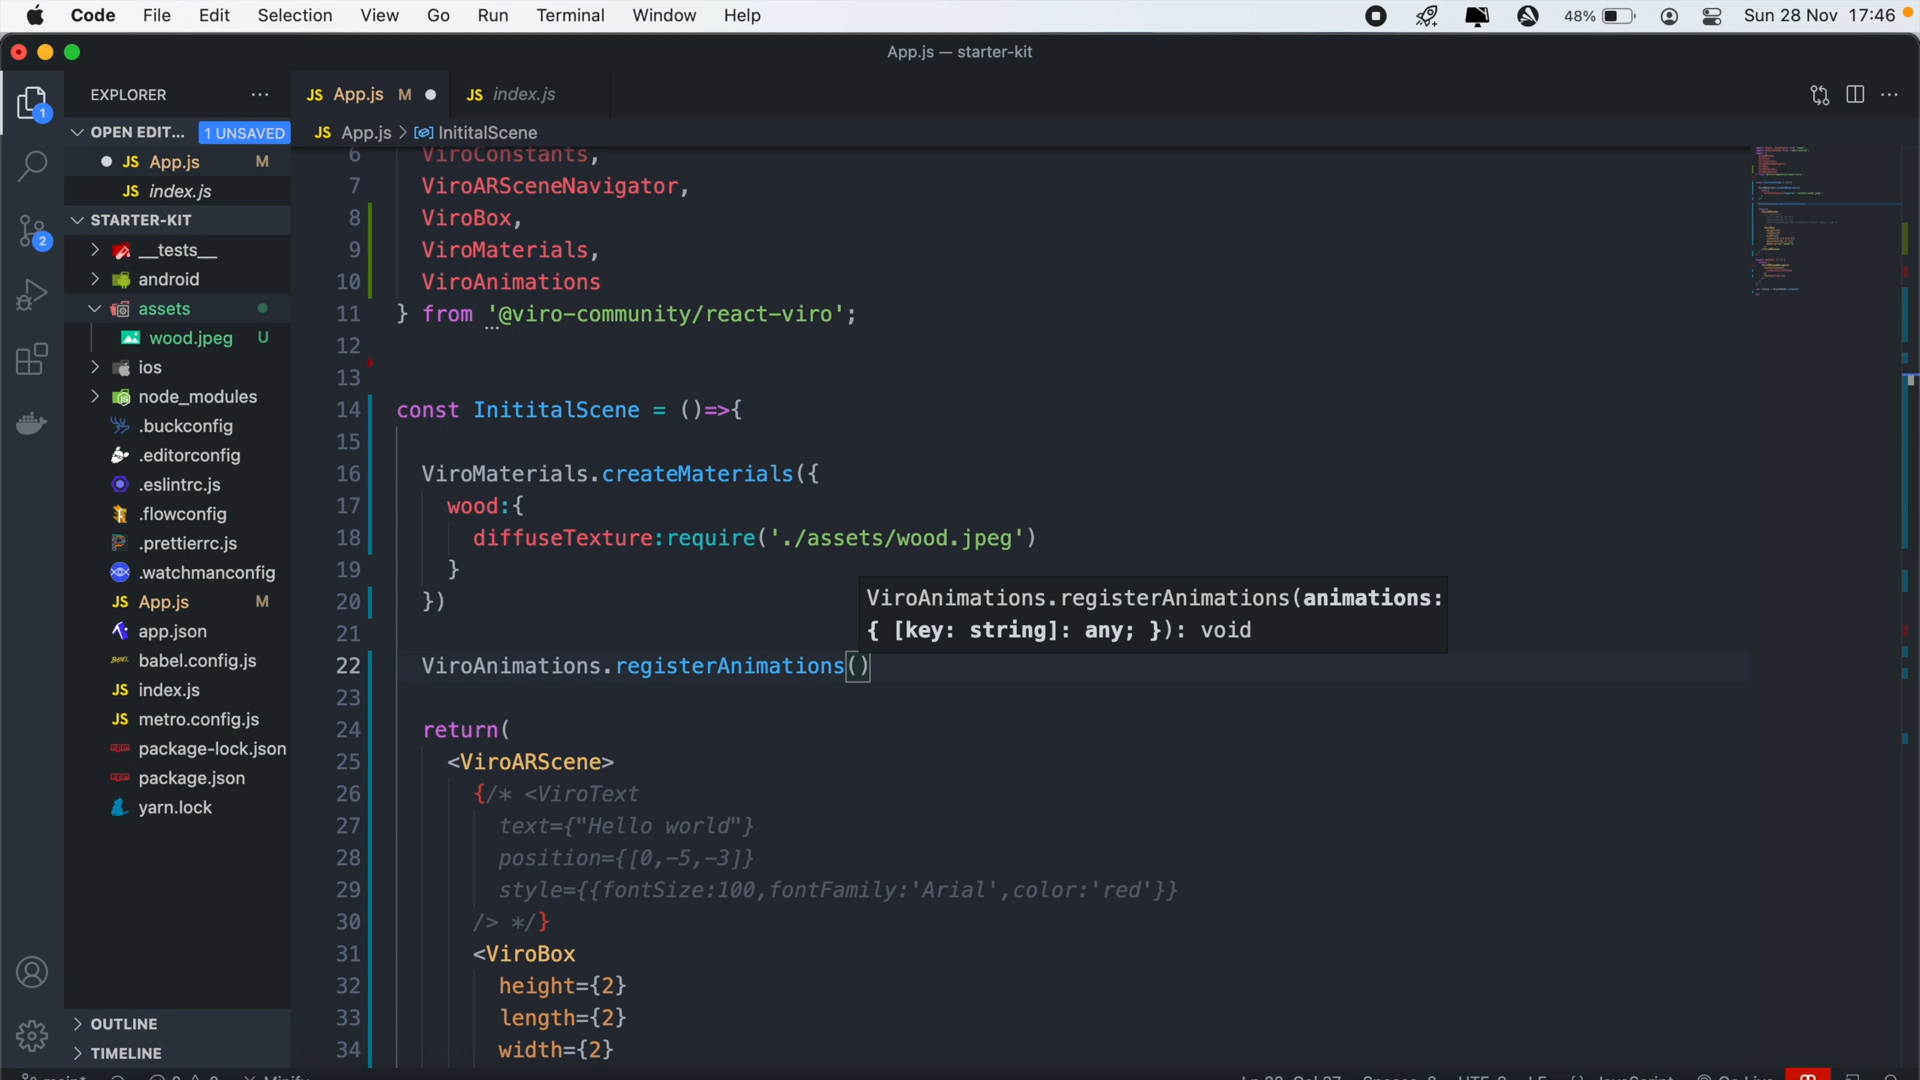 Code File Edit Selection View Go Run Terminal Window Help 48% Sun 28 Nov 17:46
App.js — starter-kit
EXPLORER
JS App.js M
JS index.js
OPEN EDIT... 1 UNSAVED
JS App.js M
JS index.js
STARTER-KIT
__tests__
android
assets
wood.jpeg U
ios
node_modules
.buckconfig
.editorconfig
.eslintrc.js
.flowconfig
.prettierrc.js
.watchmanconfig
JS App.js M
app.json
babel.config.js
JS index.js
JS metro.config.js
package-lock.json
package.json
yarn.lock
OUTLINE
TIMELINE
1
2
JS App.js > InititalScene
6 ViroConstants,
7 ViroARSceneNavigator,
8 ViroBox,
9 ViroMaterials,
10 ViroAnimations
11 } from '@viro-community/react-viro';
12
13
14 const InititalScene = ()=>{
15
16 ViroMaterials.createMaterials({
17 wood:{
18 diffuseTexture:require('./assets/wood.jpeg')
19 }
20 })
21
ViroAnimations.registerAnimations(animations:
{ [key: string]: any; }): void
22 ViroAnimations.registerAnimations()
23
24 return(
25 <ViroARScene>
26 {/* <ViroText
27 text={"Hello world"}
28 position={[0,-5,-3]}
29 style={{fontSize:100,fontFamily:'Arial',color:'red'}}
30 /> */}
31 <ViroBox
32 height={2}
33 length={2}
34 width={2}